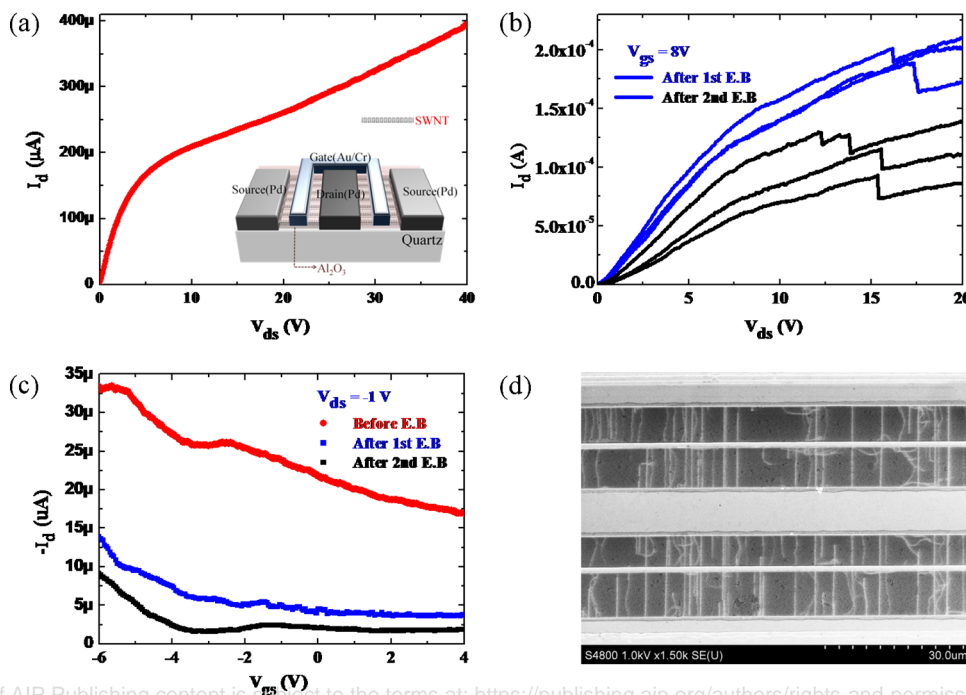 (a)
400μ
300μ
200μ
100μ
0
I_d (μA)
SWNT
Gate(Au/Cr)
Source(Pd)
Drain(Pd)
Source(Pd)
Quartz
Al₂O₃
0 10 20 30 40
V_ds (V)
(b)
2.0x10⁻⁴
1.5x10⁻⁴
1.0x10⁻⁴
5.0x10⁻⁵
0.0
I_d (A)
V_gs = 8V
After 1st E.B
After 2nd E.B
0 5 10 15 20
V_ds (V)
(c)
35μ
30μ
25μ
20μ
15μ
10μ
5μ
0
-I_d (uA)
V_ds = -1 V
Before E.B
After 1st E.B
After 2nd E.B
-6 -4 -2 0 2 4
V_gs (V)
(d)
S4800 1.0kV x1.50k SE(U) 30.0um